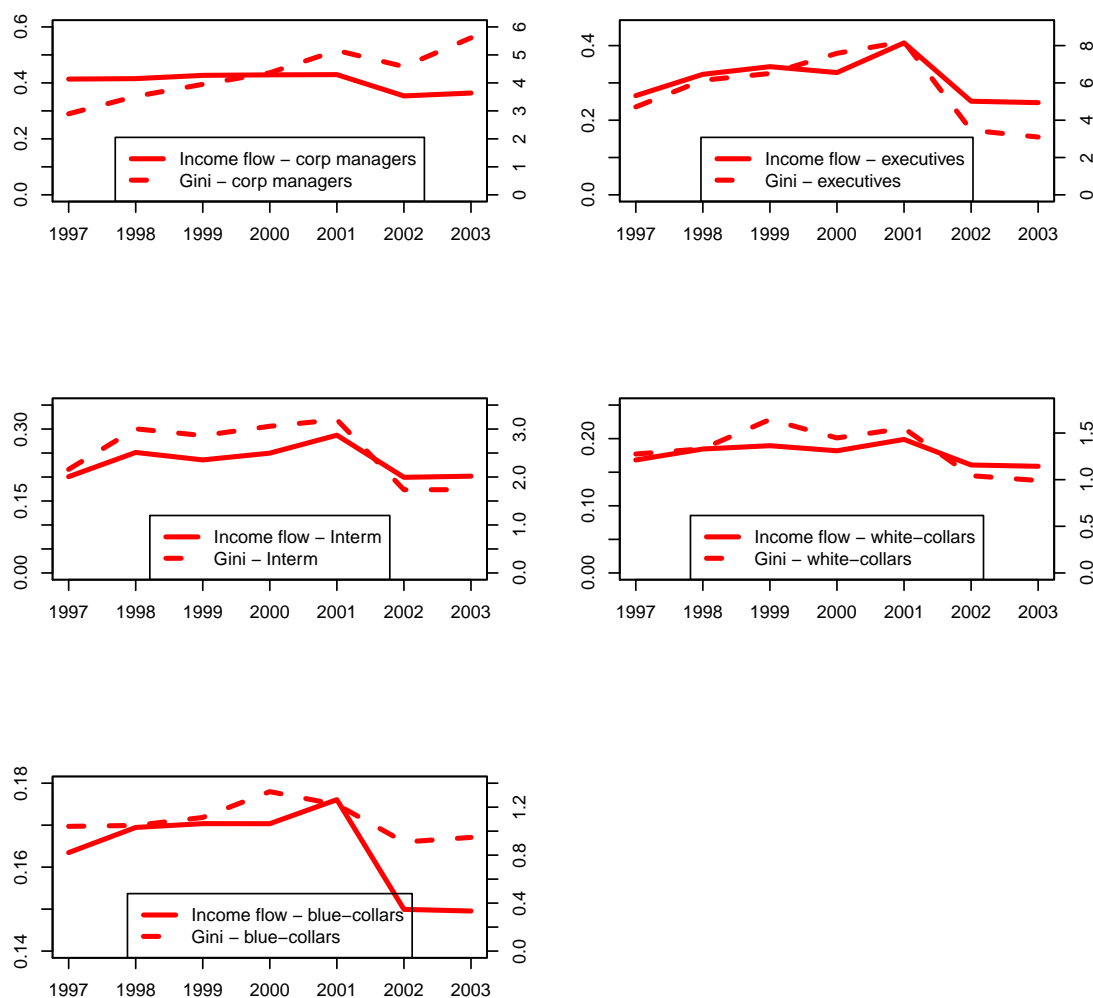 0.0 0.2 0.4 0.6
0 1 2 3 4 5 6
Income flow − corp managers
Gini − corp managers
1997 1998 1999 2000 2001 2002 2003
0.0 0.2 0.4
0 2 4 6 8
Income flow − executives
Gini − executives
1997 1998 1999 2000 2001 2002 2003
0.00 0.15 0.30
0.0 1.0 2.0 3.0
Income flow − Interm
Gini − Interm
1997 1998 1999 2000 2001 2002 2003
0.00 0.10 0.20
0.0 0.5 1.0 1.5
Income flow − white−collars
Gini − white−collars
1997 1998 1999 2000 2001 2002 2003
0.14 0.16 0.18
0.0 0.4 0.8 1.2
Income flow − blue−collars
Gini − blue−collars
1997 1998 1999 2000 2001 2002 2003